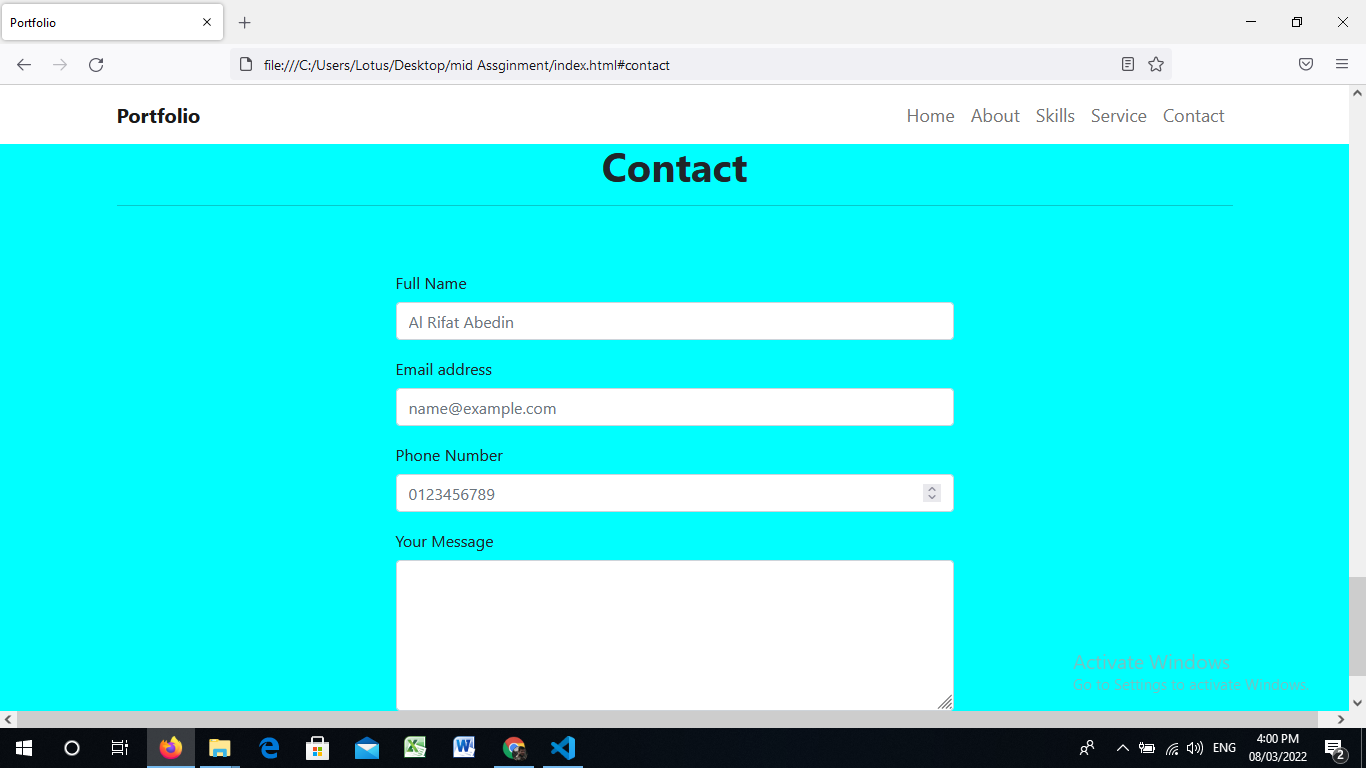 Portfolio
file:///C:/Users/Lotus/Desktop/mid Assginment/index.html#contact
Portfolio Home About Skills Service Contact
Contact
Full Name
Al Rifat Abedin
Email address
name@example.com
Phone Number
0123456789
Your Message
Activate Windows
Go to Settings to activate Windows.
ENG
4:00 PM
08/03/2022
2